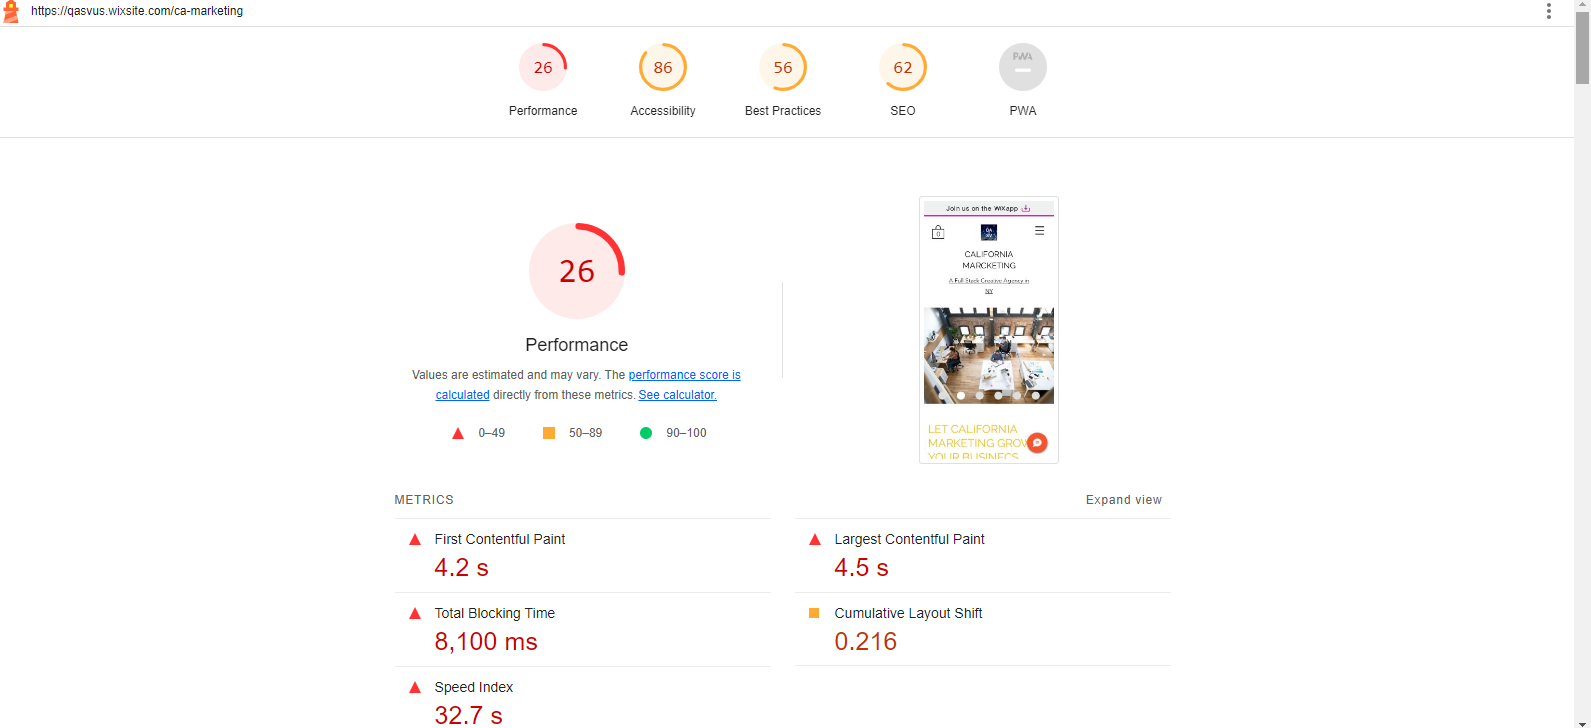 https://qasvus.wixsite.com/ca-marketing
26
86
56
62
PWA
Performance
Accessibility
Best Practices
SEO
PWA
26
Performance
Values are estimated and may vary. The performance score is
calculated directly from these metrics. See calculator.
0–49
50–89
90–100
Join us on the WiXapp
0
CALIFORNIA
MARCKETING
A Full Stack Creative Agency in
NY
LET CALIFORNIA
MARKETING GROW
YOUR BUSINECS
METRICS
Expand view
First Contentful Paint
4.2 s
Largest Contentful Paint
4.5 s
Total Blocking Time
8,100 ms
Cumulative Layout Shift
0.216
Speed Index
32.7 s